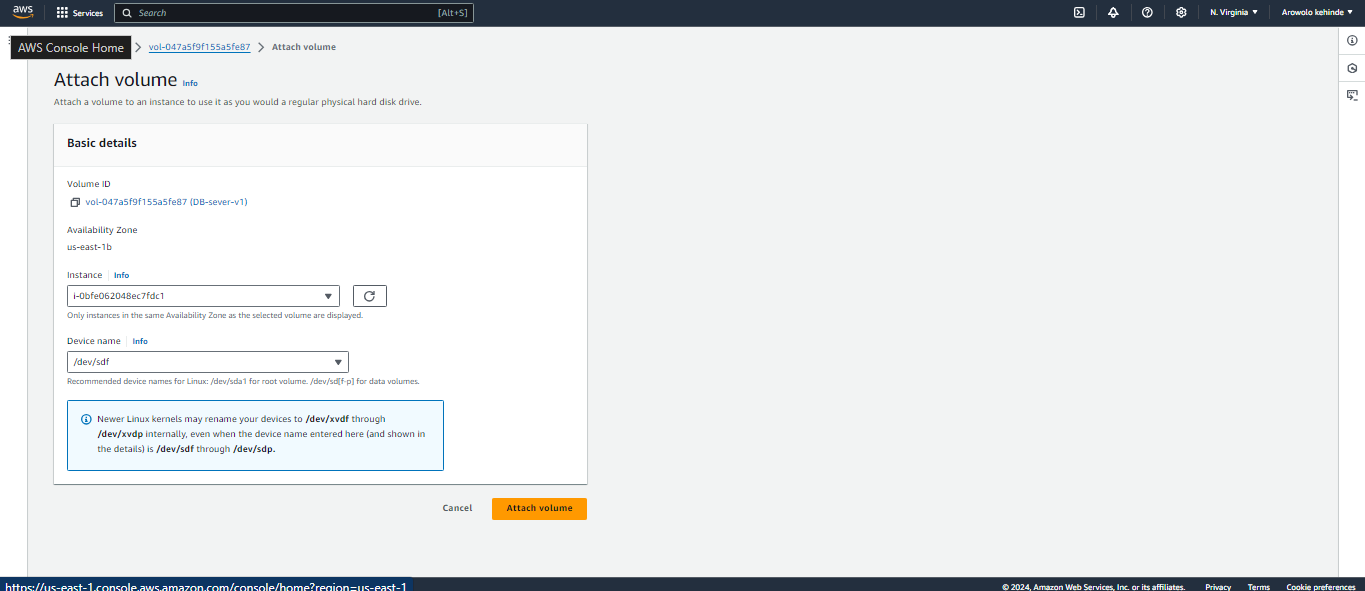 aws
Services
Search
[Alt+S]
N. Virginia
Arowolo kehinde
AWS Console Home
vol-047a5f9f155a5fe87
Attach volume
Attach volume Info
Attach a volume to an instance to use it as you would a regular physical hard disk drive.
Basic details
Volume ID
vol-047a5f9f155a5fe87 (DB-sever-v1)
Availability Zone
us-east-1b
Instance Info
i-0bfe062048ec7fdc1
Only instances in the same Availability Zone as the selected volume are displayed.
Device name Info
/dev/sdf
Recommended device names for Linux: /dev/sda1 for root volume. /dev/sd[f-p] for data volumes.
Newer Linux kernels may rename your devices to /dev/xvdf through
/dev/xvdp internally, even when the device name entered here (and shown in
the details) is /dev/sdf through /dev/sdp.
Cancel
Attach volume
https://us-east-1.console.aws.amazon.com/console/home?region=us-east-1
© 2024, Amazon Web Services, Inc. or its affiliates.
Privacy
Terms
Cookie preferences